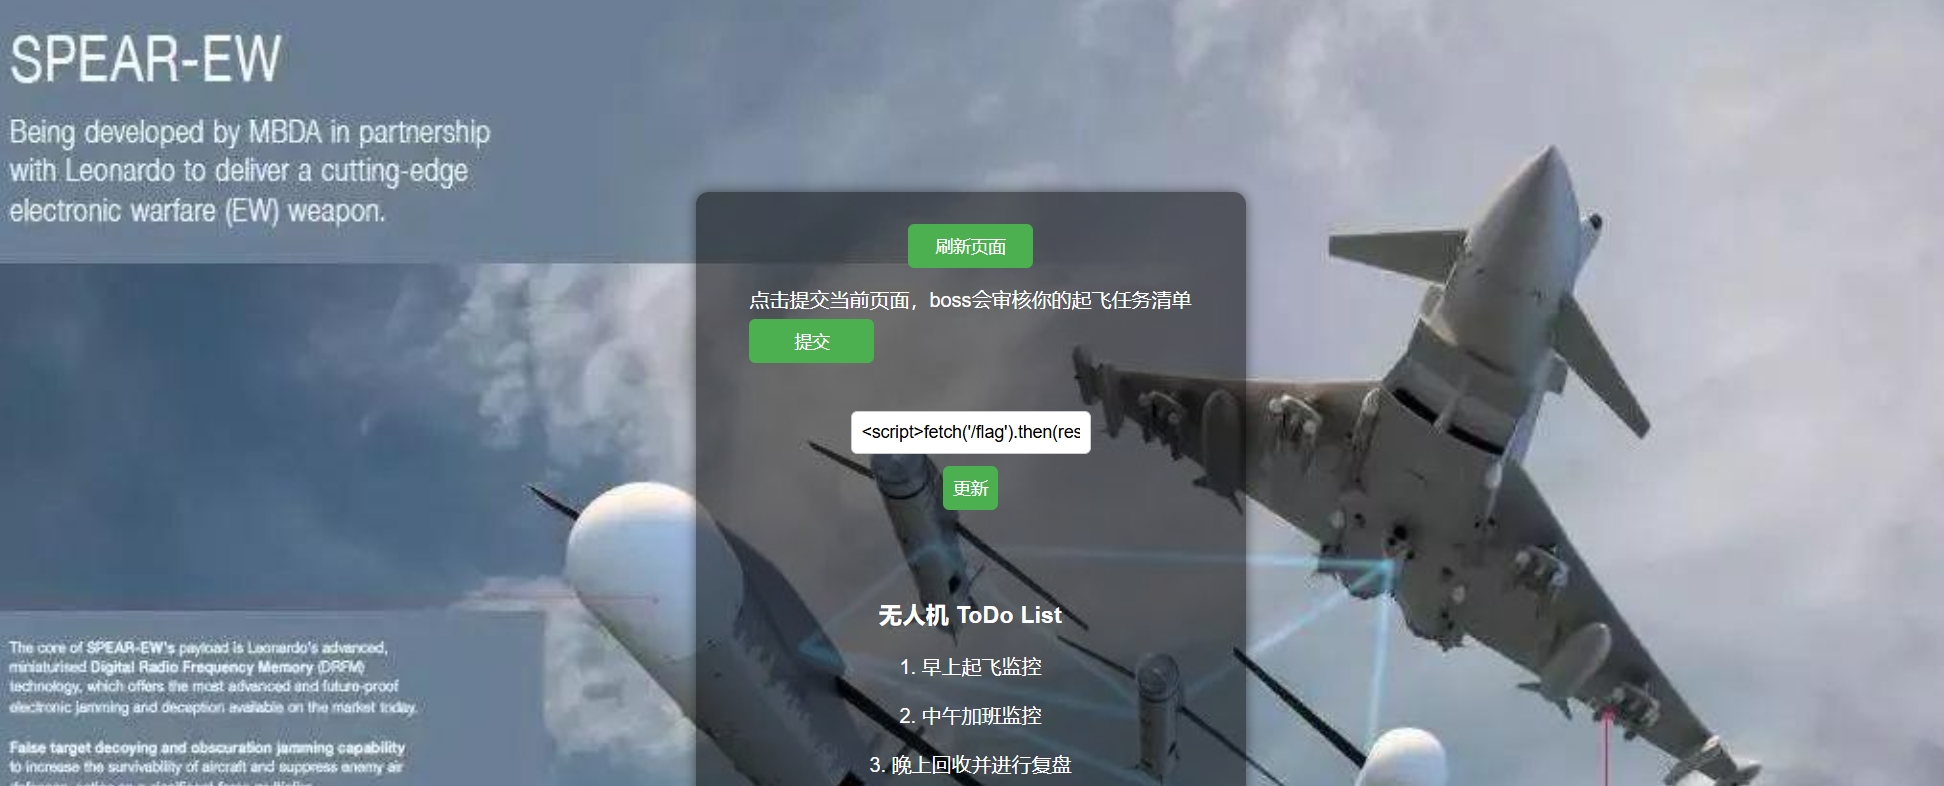 SPEAR-EW
Being developed by MBDA in partnership
with Leonardo to deliver a cutting-edge
electronic warfare (EW) weapon.
刷新页面
点击提交当前页面，boss会审核你的起飞任务清单
提交
<script>fetch('/flag').then(res
更新
无人机 ToDo List
1. 早上起飞监控
2. 中午加班监控
3. 晚上回收并进行复盘
The core of SPEAR-EW's payload is Leonardo's advanced,
miniaturised Digital Radio Frequency Memory (DRFM)
technology, which offers the most advanced and future-proof
electronic jamming and deception available on the market today.
False target decoying and obscuration jamming capability
to increase the survivability of aircraft and suppress enemy air